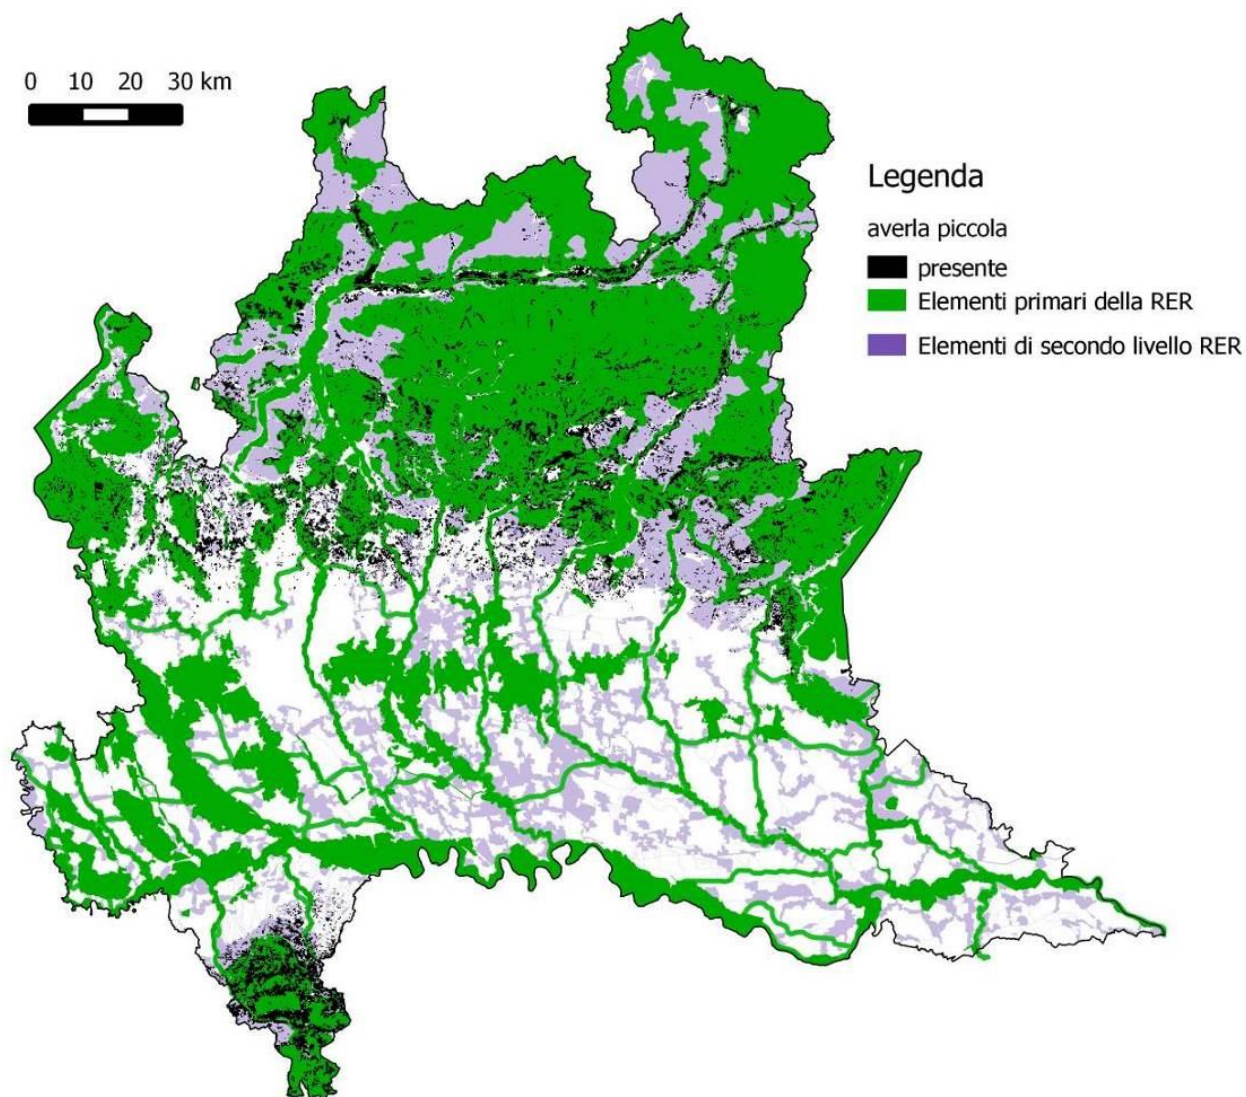 0 10 20 30 km
Legenda
averla piccola
presente
Elementi primari della RER
Elementi di secondo livello RER